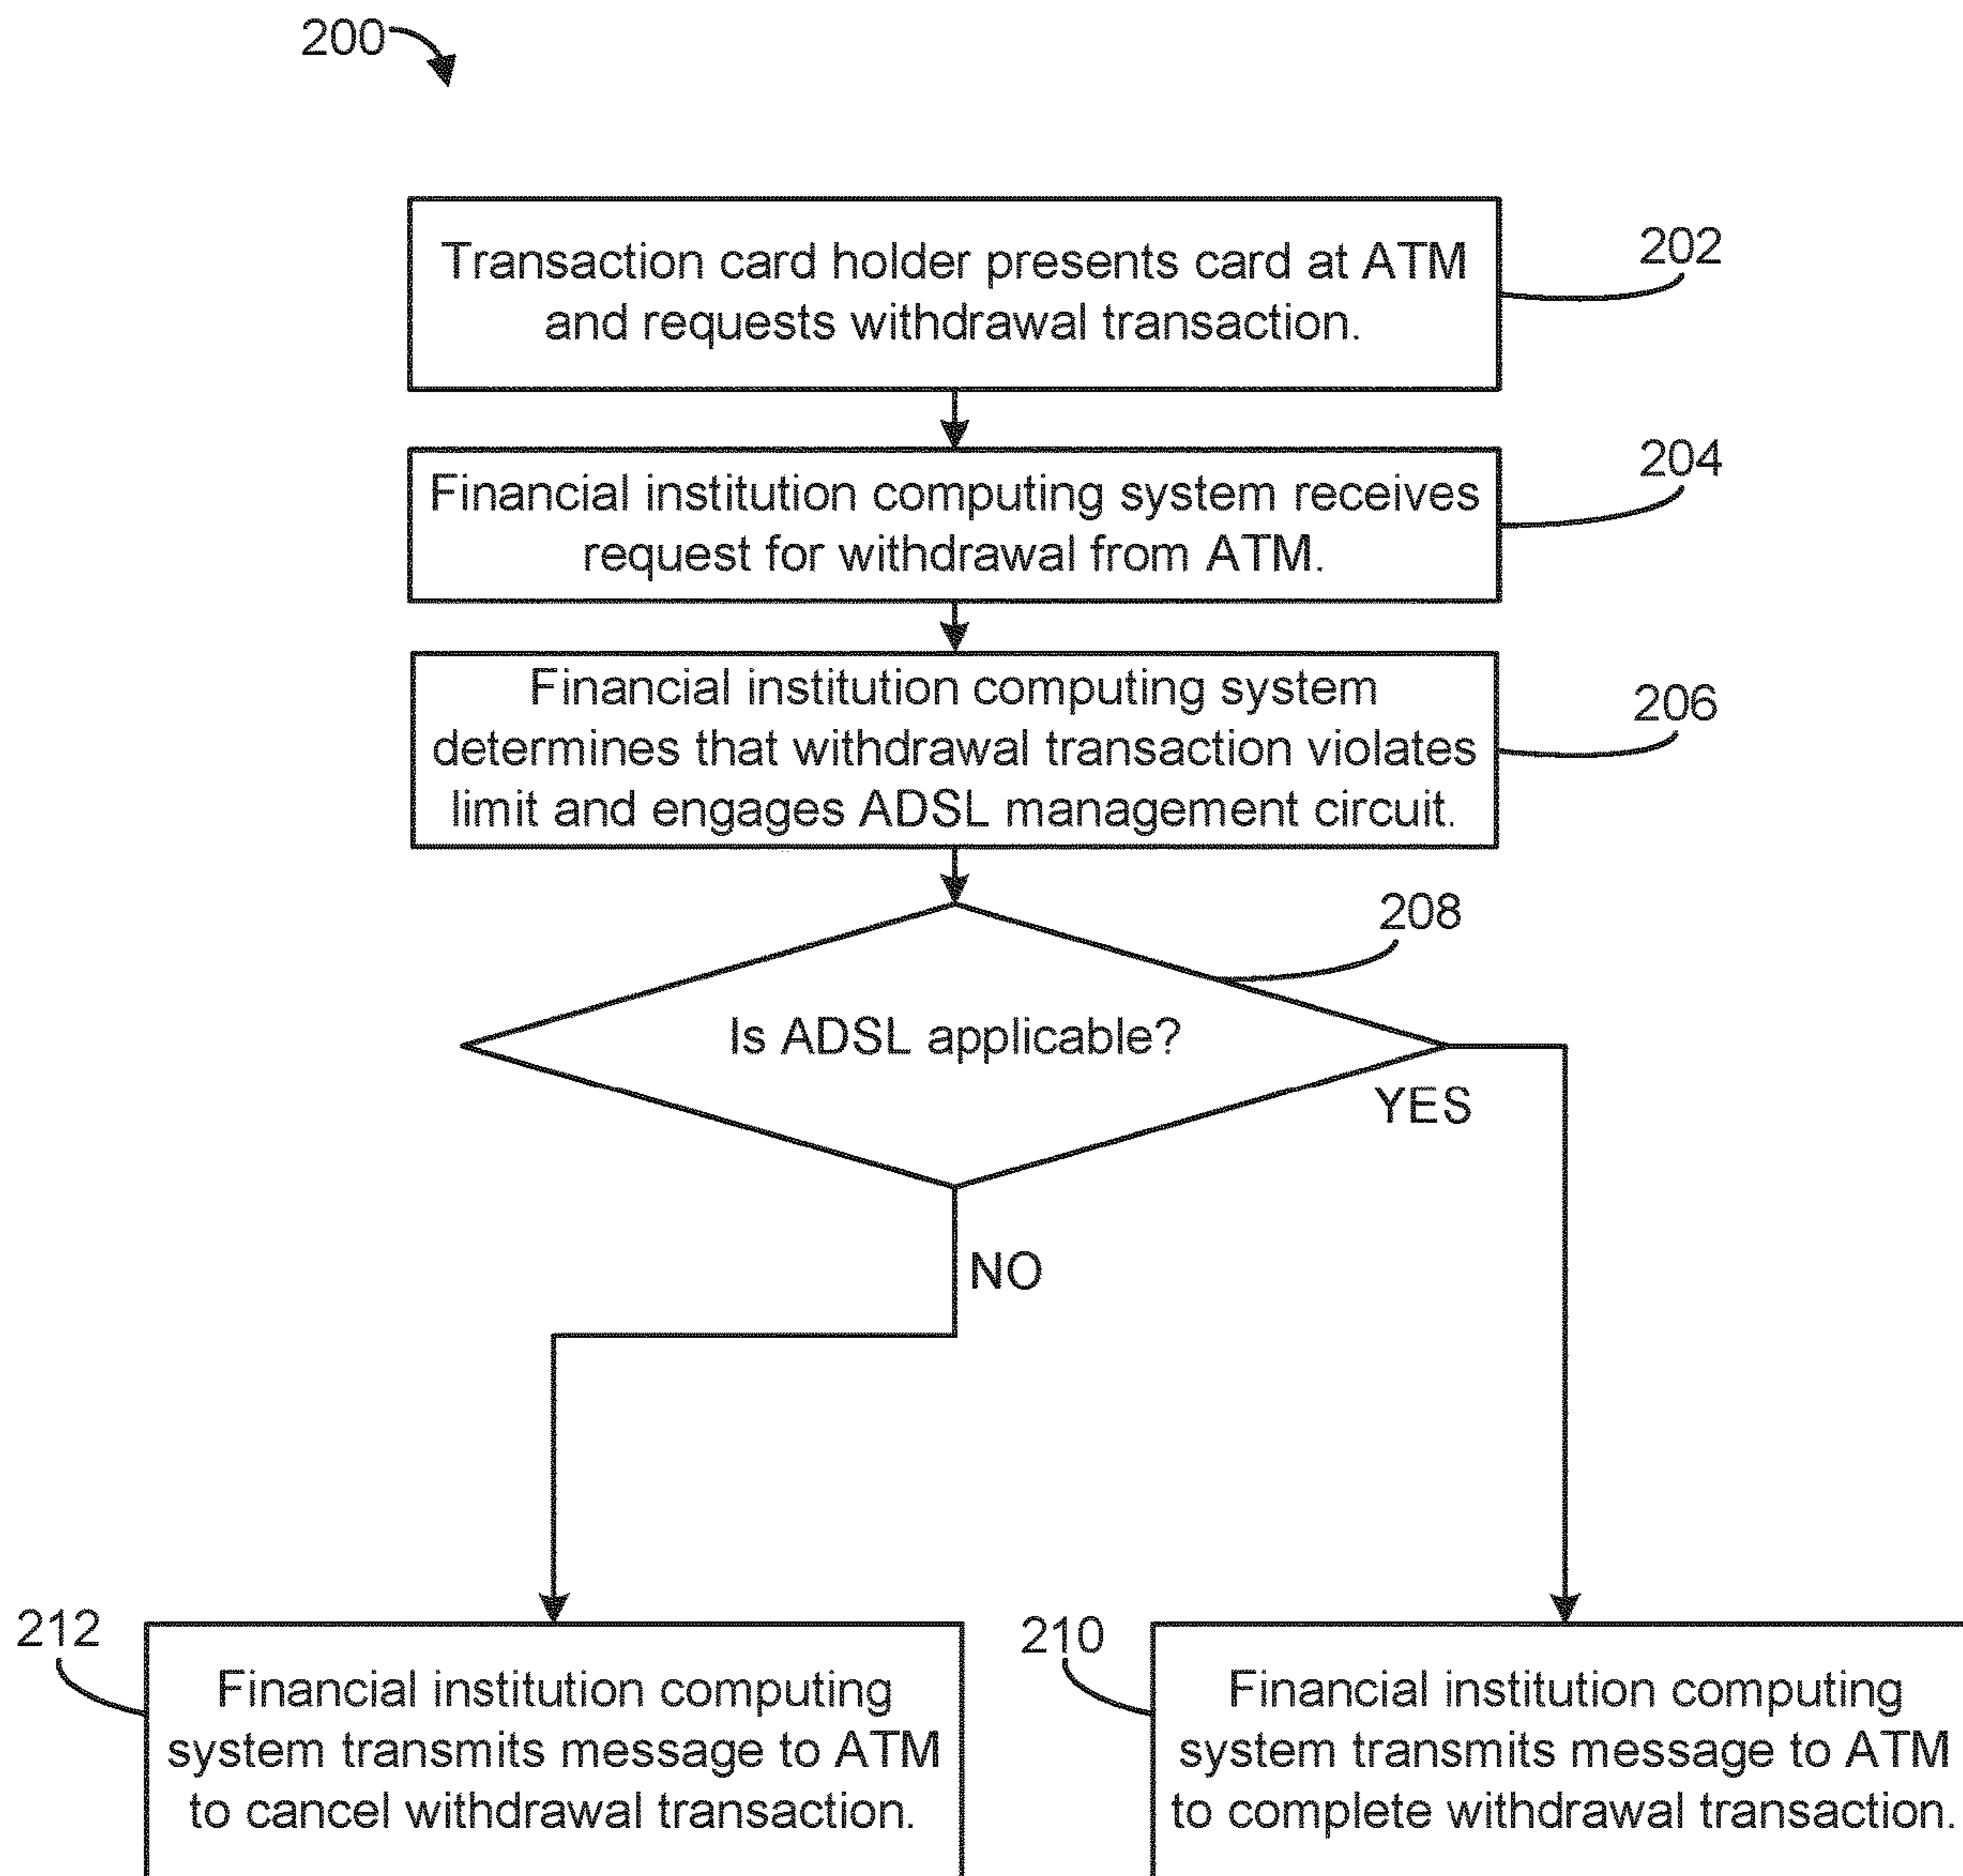 200
Transaction card holder presents card at ATM
and requests withdrawal transaction.
202
Financial institution computing system receives
request for withdrawal from ATM.
204
Financial institution computing system
determines that withdrawal transaction violates
limit and engages ADSL management circuit.
206
208
Is ADSL applicable?
YES
NO
212
Financial institution computing
system transmits message to ATM
to cancel withdrawal transaction.
210
Financial institution computing
system transmits message to ATM
to complete withdrawal transaction.